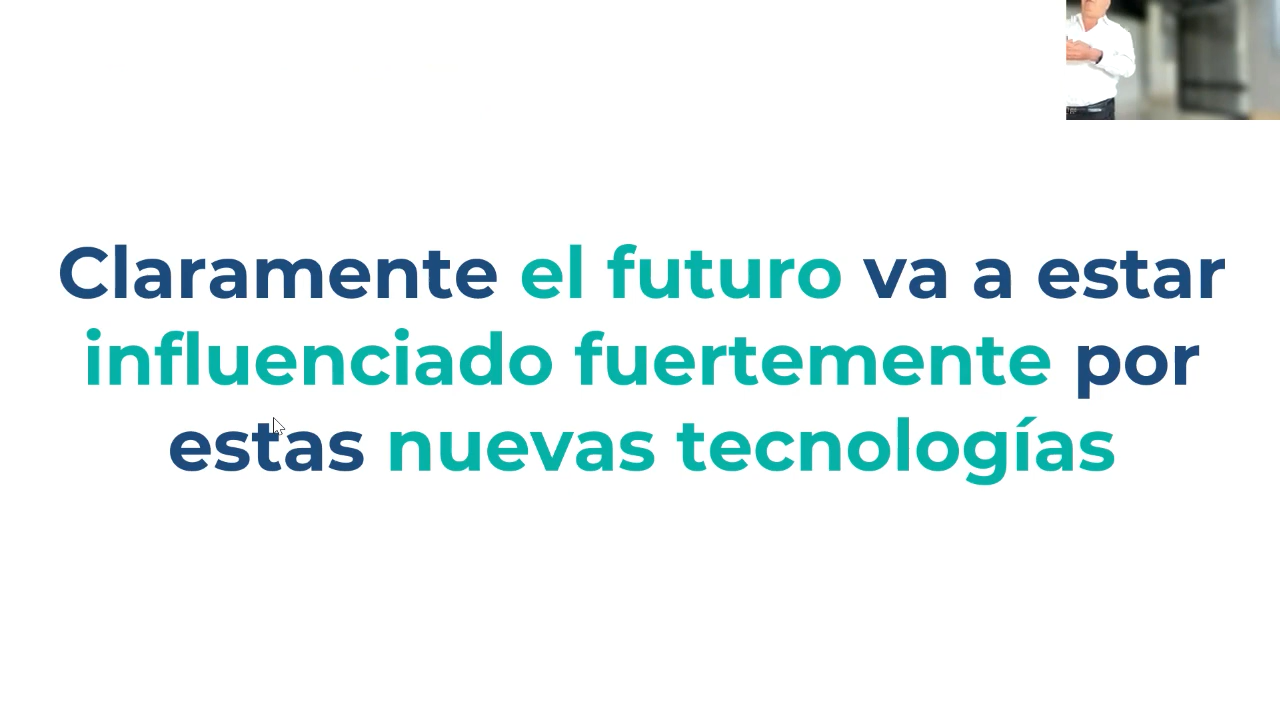 Claramente el futuro va a estar
influenciado fuertemente por
estas nuevas tecnologías